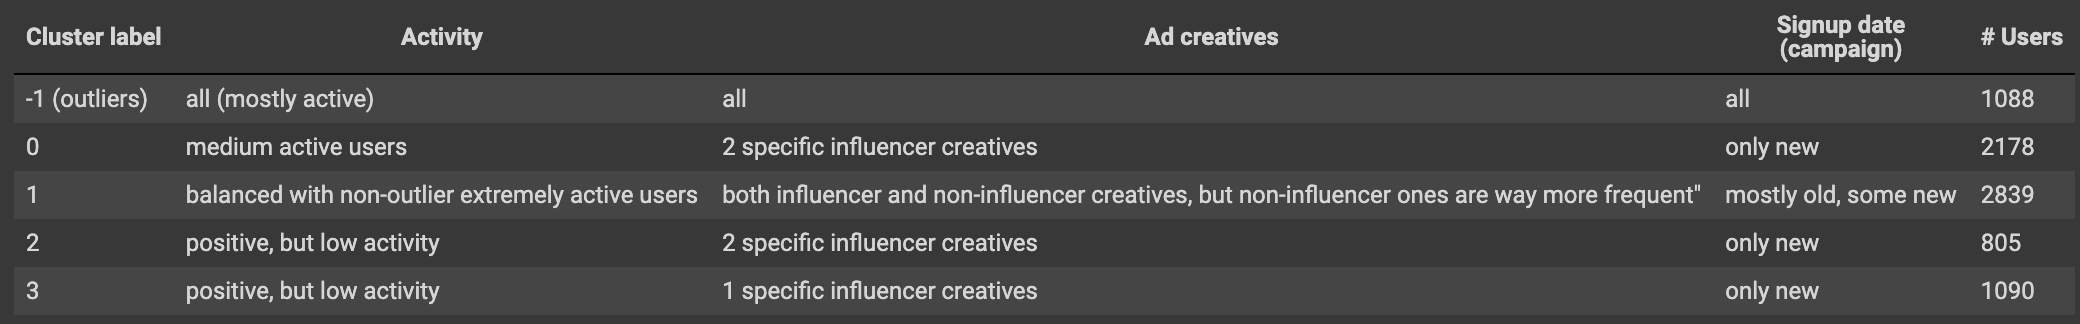 Cluster label Activity Ad creatives Signup date (campaign) # Users
-1 (outliers) all (mostly active) all all 1088
0 medium active users 2 specific influencer creatives only new 2178
1 balanced with non-outlier extremely active users both influencer and non-influencer creatives, but non-influencer ones are way more frequent" mostly old, some new 2839
2 positive, but low activity 2 specific influencer creatives only new 805
3 positive, but low activity 1 specific influencer creatives only new 1090